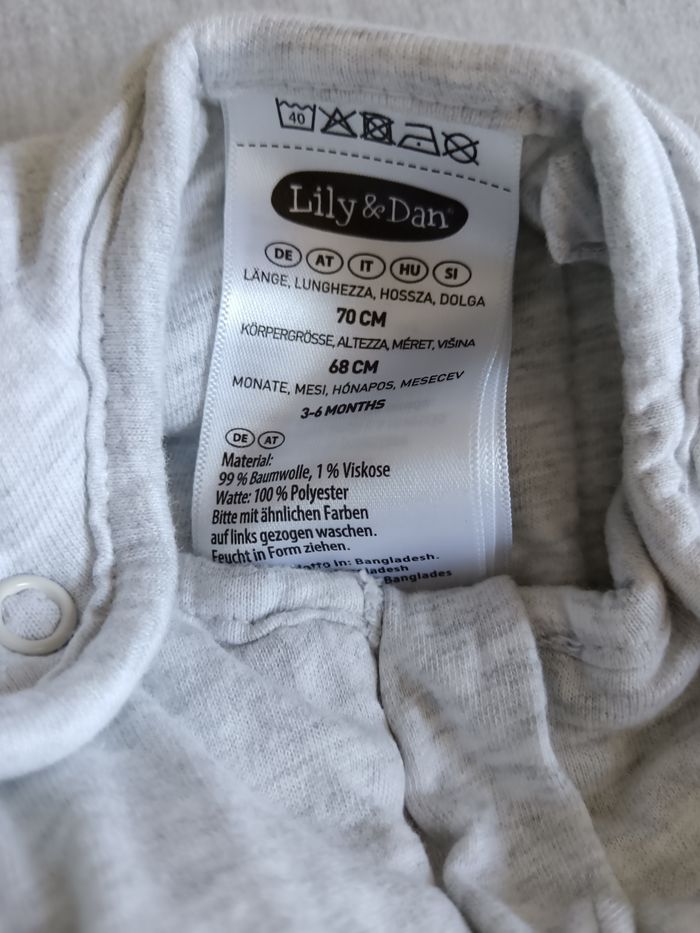 40
Lily & Dan®
DE AT IT HU SI
LÄNGE, LUNGHEZZA, HOSSZA, DOLGA
70 CM
KÖRPERGRÖSSE, ALTEZZA, MÉRET, VIŠINA
68 CM
MONATE, MESI, HÓNAPOS, MESECEV
3-6 MONTHS
DE AT
Material:
99 % Baumwolle, 1 % Viskose
Watte: 100 % Polyester
Bitte mit ähnlichen Farben
auf links gezogen waschen.
Feucht in Form ziehen.
in: Bangladesh.